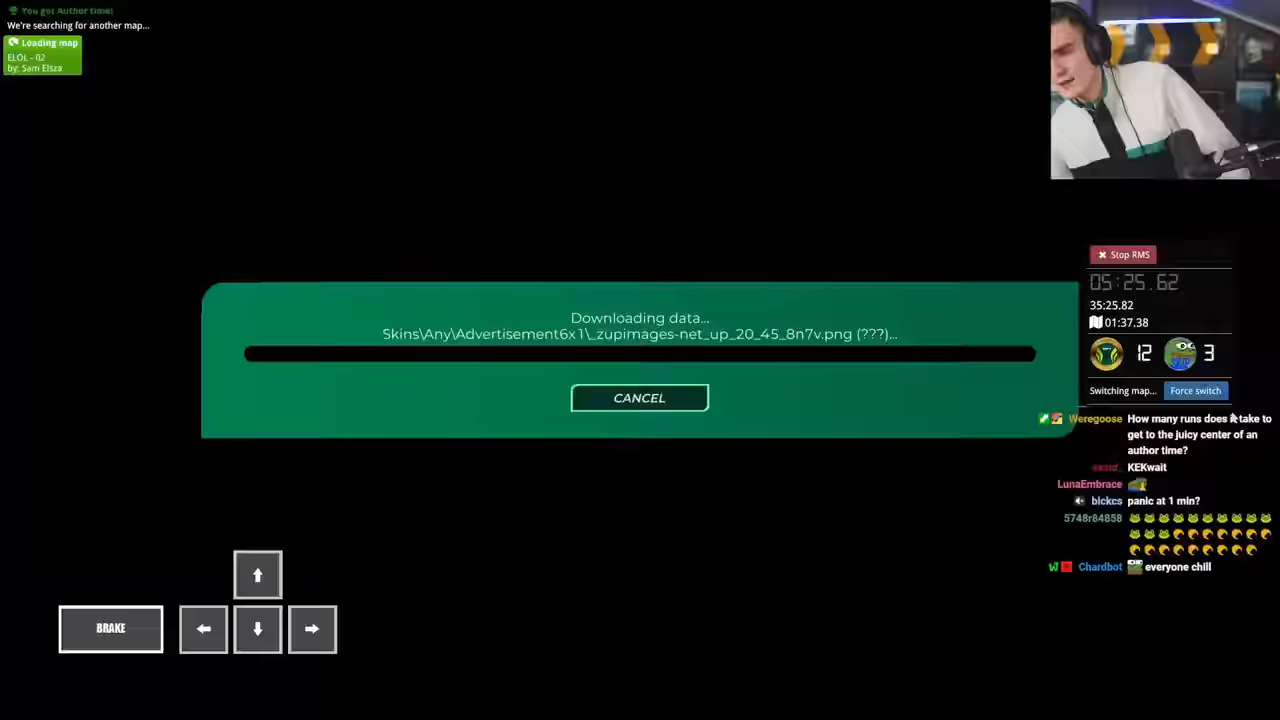 You got Author time!
We're searching for another map...
Loading map
ELOL - 02
by: Sam Elsza
Downloading data...
Skins\Any\Advertisement6x1\_zupimages-net_up_20_45_8n7v.png (???)...
CANCEL
Stop RMS
05:25.62
35:25.82
01:37.38
12 3
Switching map... Force switch
Weregoose How many runs does it take to
get to the juicy center of an
author time?
KEKwait
LunaEmbrace
blckcs panic at 1 min?
5748r84858
Chardbot everyone chill
BRAKE